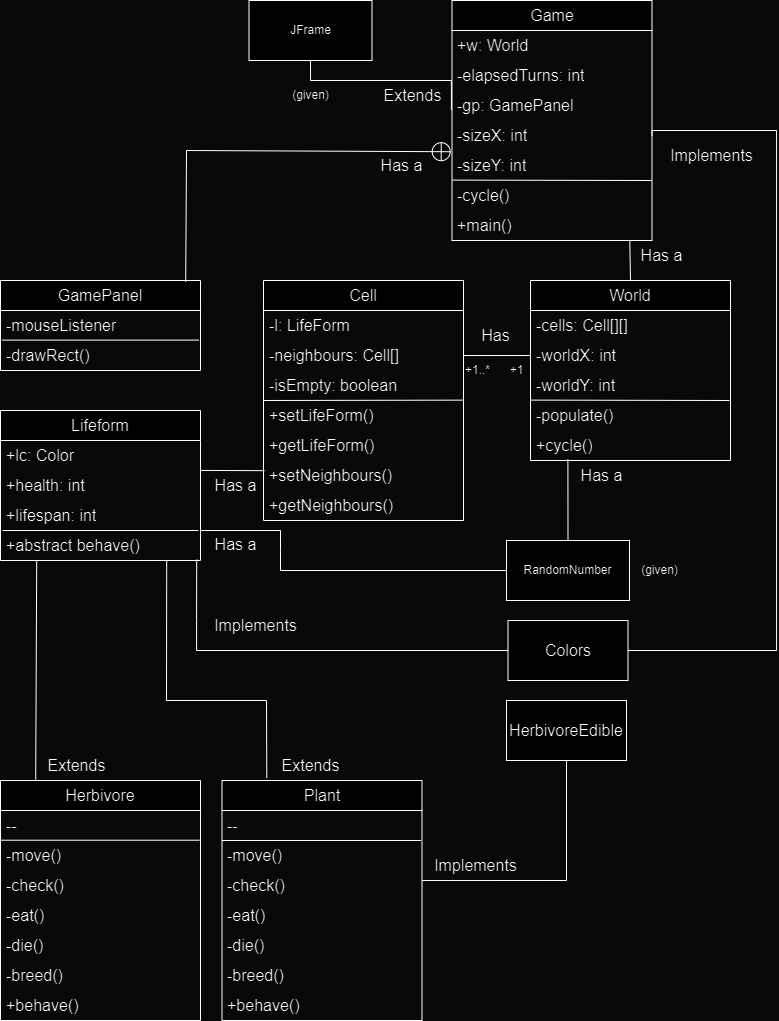 JFrame
(given)
Extends
Game
+w: World
-elapsedTurns: int
-gp: GamePanel
-sizeX: int
-sizeY: int
-cycle()
+main()
Has a
Implements
Has a
GamePanel
-mouseListener
-drawRect()
Cell
-l: LifeForm
-neighbours: Cell[]
-isEmpty: boolean
+setLifeForm()
+getLifeForm()
+setNeighbours()
+getNeighbours()
Has
+1..*
+1
World
-cells: Cell[][]
-worldX: int
-worldY: int
-populate()
+cycle()
Has a
Lifeform
+lc: Color
+health: int
+lifespan: int
+abstract behave()
Has a
Has a
RandomNumber
(given)
Implements
Colors
HerbivoreEdible
Extends
Extends
Herbivore
--
-move()
-check()
-eat()
-die()
-breed()
+behave()
Plant
--
-move()
-check()
-eat()
-die()
-breed()
+behave()
Implements